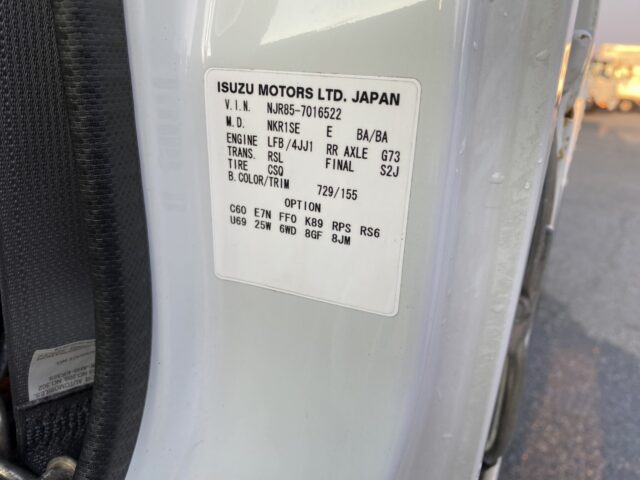 ISUZU MOTORS LTD. JAPAN
V.I.N. NJR85-7016522
M.D. NKR1SE E BA/BA
ENGINE LFB/4JJ1 RR AXLE G73
TRANS. RSL FINAL S2J
TIRE CSQ
B.COLOR/TRIM 729/155
OPTION
C60 E7N FF0 K89 RPS RS6
U69 25W 6WD 8GF 8JM